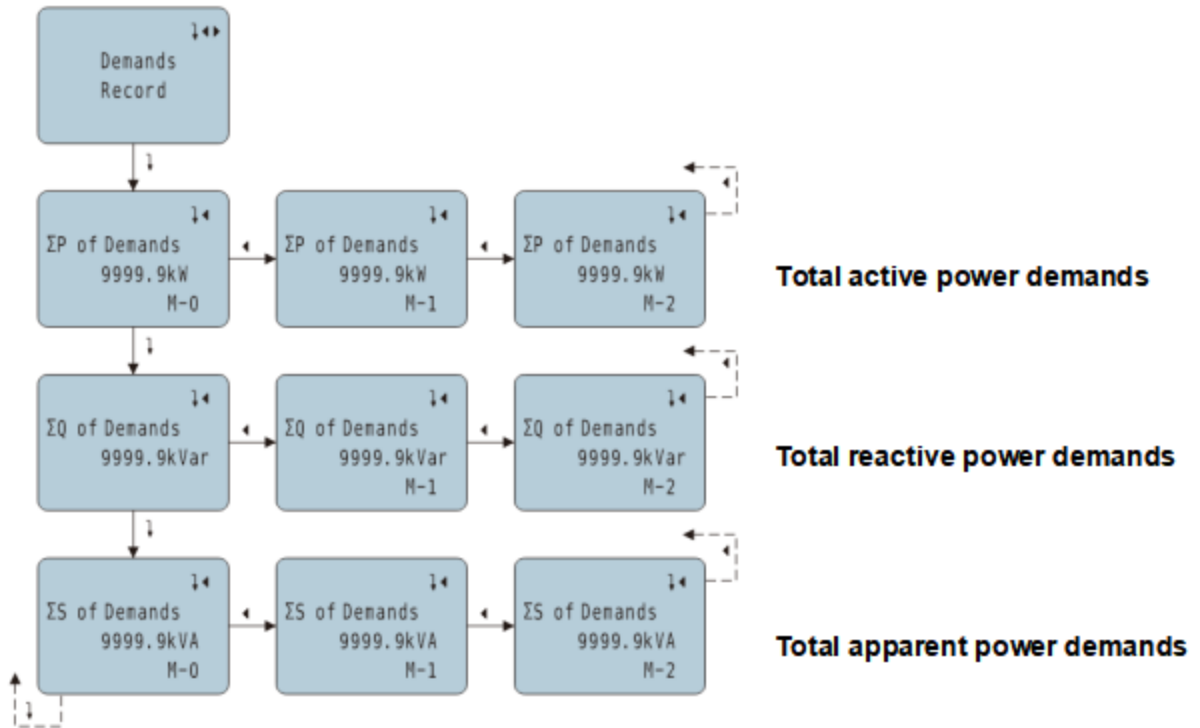 Demands
Record
ΣP of Demands
9999.9kW
M-0
ΣP of Demands
9999.9kW
M-1
ΣP of Demands
9999.9kW
M-2
Total active power demands
ΣQ of Demands
9999.9kVar
ΣQ of Demands
9999.9kVar
M-1
ΣQ of Demands
9999.9kVar
M-2
Total reactive power demands
ΣS of Demands
9999.9kVA
M-0
ΣS of Demands
9999.9kVA
M-1
ΣS of Demands
9999.9kVA
M-2
Total apparent power demands